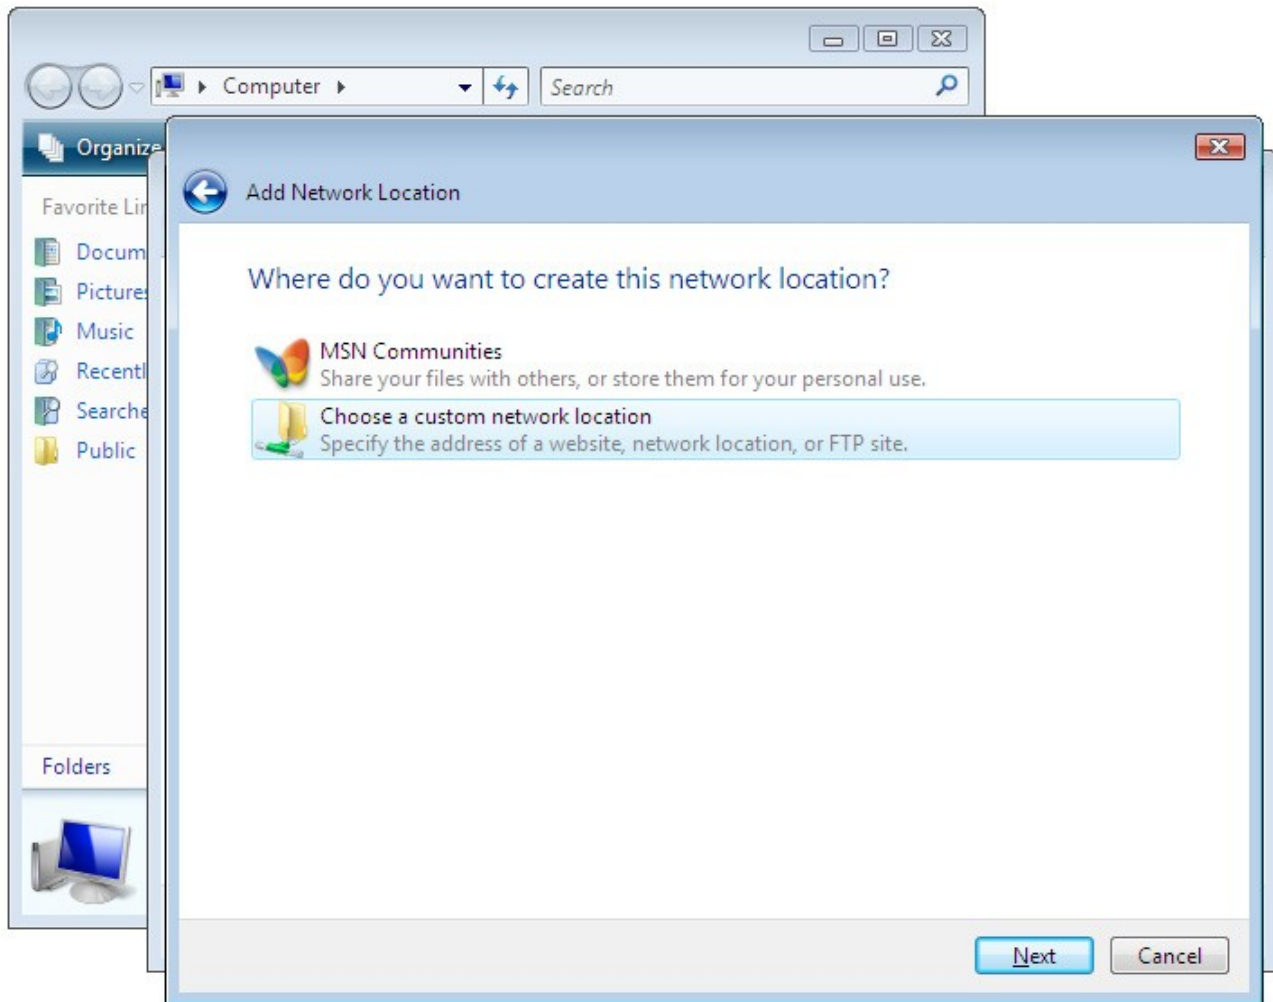 Computer
Search
Organize
Add Network Location
Favorite Lin
Docum
Pictures
Music
Recentl
Searche
Public
Where do you want to create this network location?
MSN Communities
Share your files with others, or store them for your personal use.
Choose a custom network location
Specify the address of a website, network location, or FTP site.
Folders
Next
Cancel